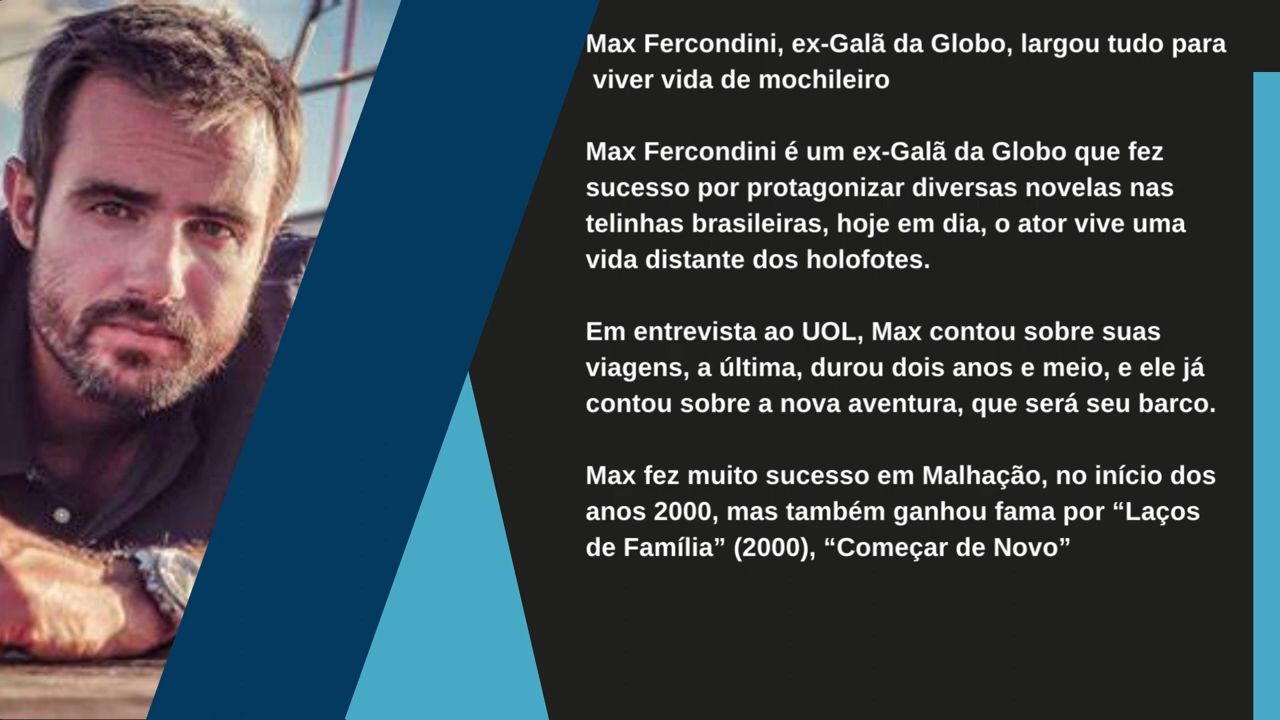 Max Fercondini, ex-Galã da Globo, largou tudo para
viver vida de mochileiro
Max Fercondini é um ex-Galã da Globo que fez
sucesso por protagonizar diversas novelas nas
telinhas brasileiras, hoje em dia, o ator vive uma
vida distante dos holofotes.
Em entrevista ao UOL, Max contou sobre suas
viagens, a última, durou dois anos e meio, e ele já
contou sobre a nova aventura, que será seu barco.
Max fez muito sucesso em Malhação, no início dos
anos 2000, mas também ganhou fama por “Laços
de Família” (2000), “Começar de Novo”